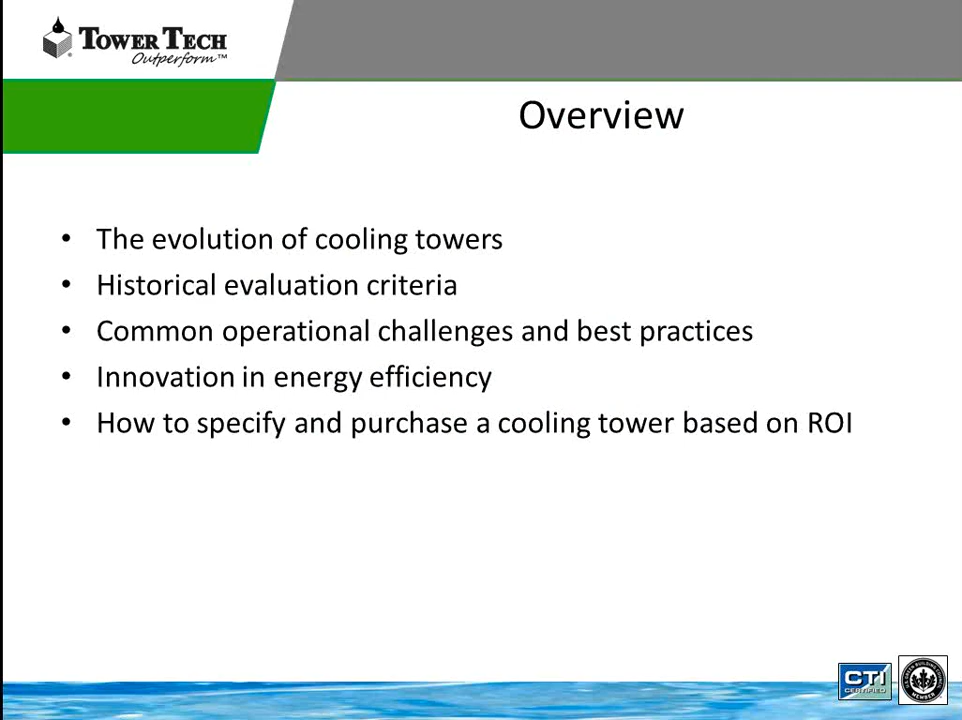 TOWER TECH
Outperform™
Overview
• The evolution of cooling towers
• Historical evaluation criteria
• Common operational challenges and best practices
• Innovation in energy efficiency
• How to specify and purchase a cooling tower based on ROI
CTI
CERTIFIED
MEMBER